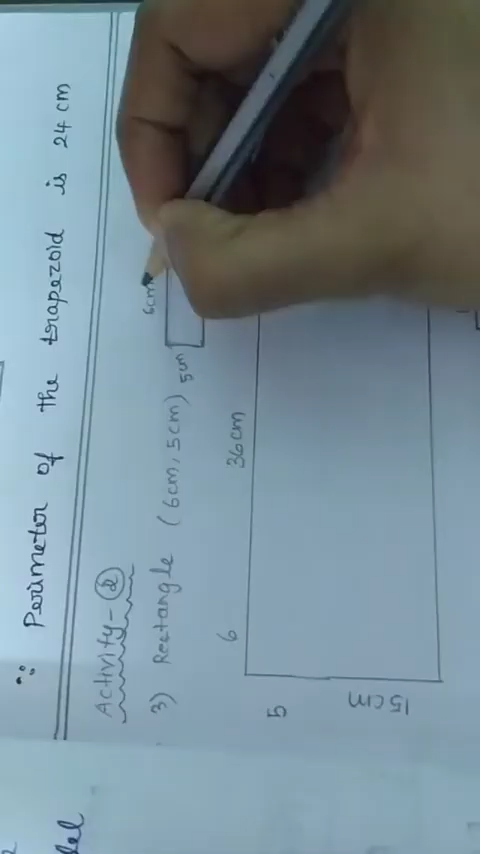 ∴ Perimeter of the trapezoid is 24 cm
Activity-②
3) Rectangle (6cm, 5cm)
6cm
5cm
6
36cm
5
15cm